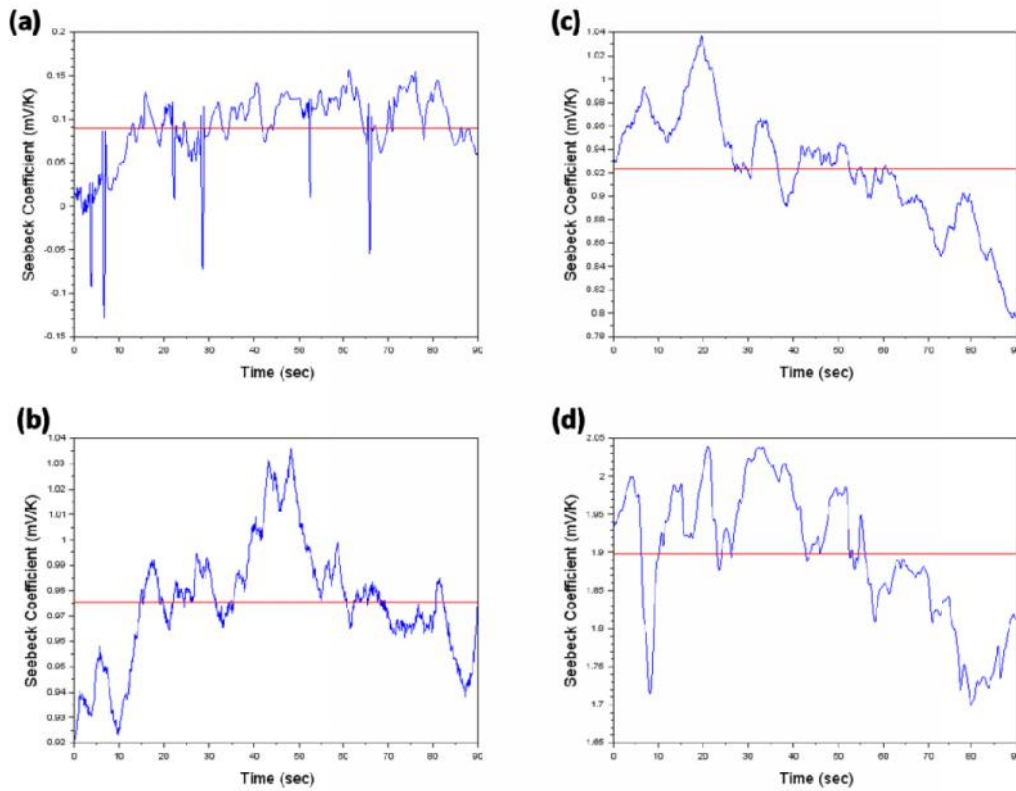 (a)
0.2
0.15
0.1
0.05
0
-0.05
-0.1
-0.15
Seebeck Coefficient (mV/K)
0 10 20 30 40 50 60 70 80 90
Time (sec)
(c)
1.04
1.02
1
0.98
0.96
0.94
0.92
0.9
0.88
0.86
0.84
0.82
0.8
0.78
Seebeck Coefficient (mV/K)
0 10 20 30 40 50 60 70 80 90
Time (sec)
(b)
1.04
1.03
1.02
1.01
1
0.99
0.98
0.97
0.96
0.95
0.94
0.93
0.92
Seebeck Coefficient (mV/K)
0 10 20 30 40 50 60 70 80 90
Time (sec)
(d)
2.05
2
1.95
1.9
1.85
1.8
1.75
1.7
1.65
Seebeck Coefficient (mV/K)
0 10 20 30 40 50 60 70 80 90
Time (sec)